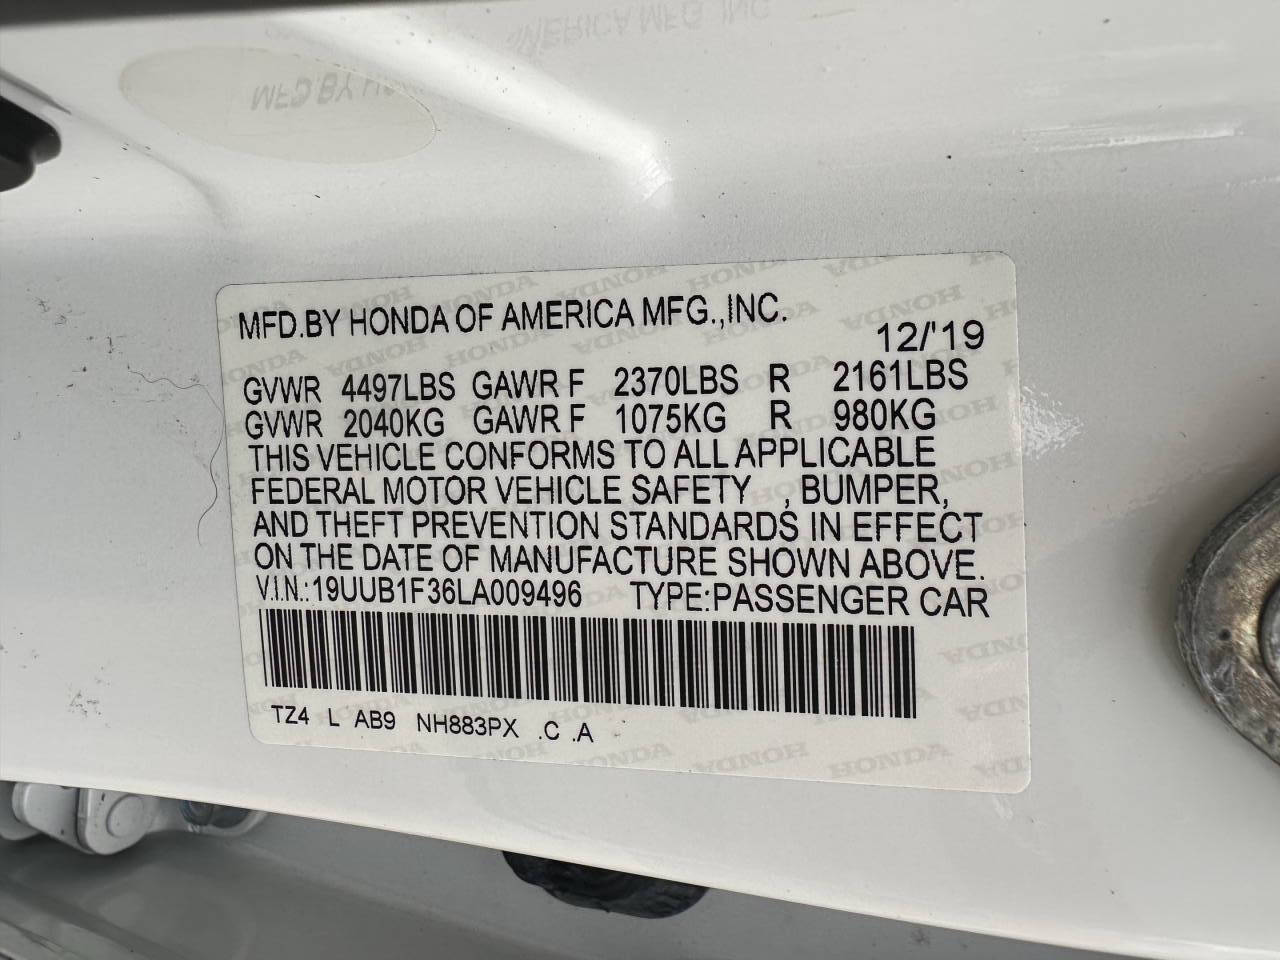 MFD.BY HONDA OF AMERICA MFG.,INC.
12/'19
GVWR 4497LBS GAWR F 2370LBS R 2161LBS
GVWR 2040KG GAWR F 1075KG R 980KG
THIS VEHICLE CONFORMS TO ALL APPLICABLE
FEDERAL MOTOR VEHICLE SAFETY , BUMPER,
AND THEFT PREVENTION STANDARDS IN EFFECT
ON THE DATE OF MANUFACTURE SHOWN ABOVE.
V.I.N.:19UUB1F36LA009496 TYPE:PASSENGER CAR
TZ4 L AB9 NH883PX .C .A